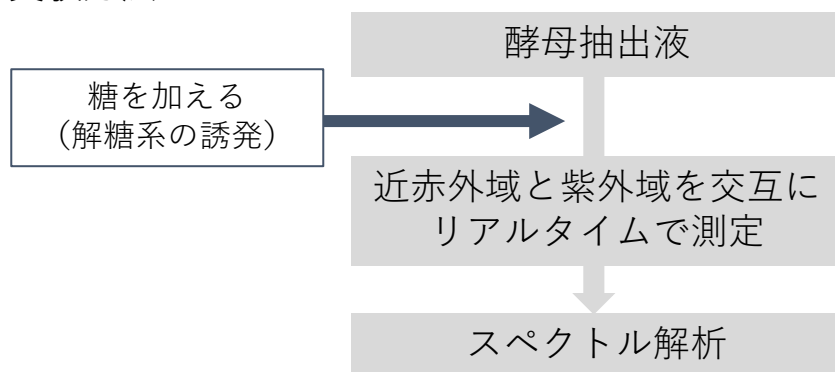 酵母抽出液
糖を加える
(解糖系の誘発)
近赤外域と紫外域を交互に
リアルタイムで測定
スペクトル解析